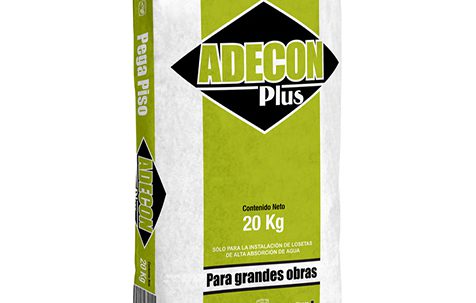 ADECON
Plus
Contenido Neto
20 Kg
SÓLO PARA LA INSTALACIÓN DE LOSETAS
DE ALTA ABSORCIÓN DE AGUA
Para grandes obras
Pega Piso
ADECON
20 Kg